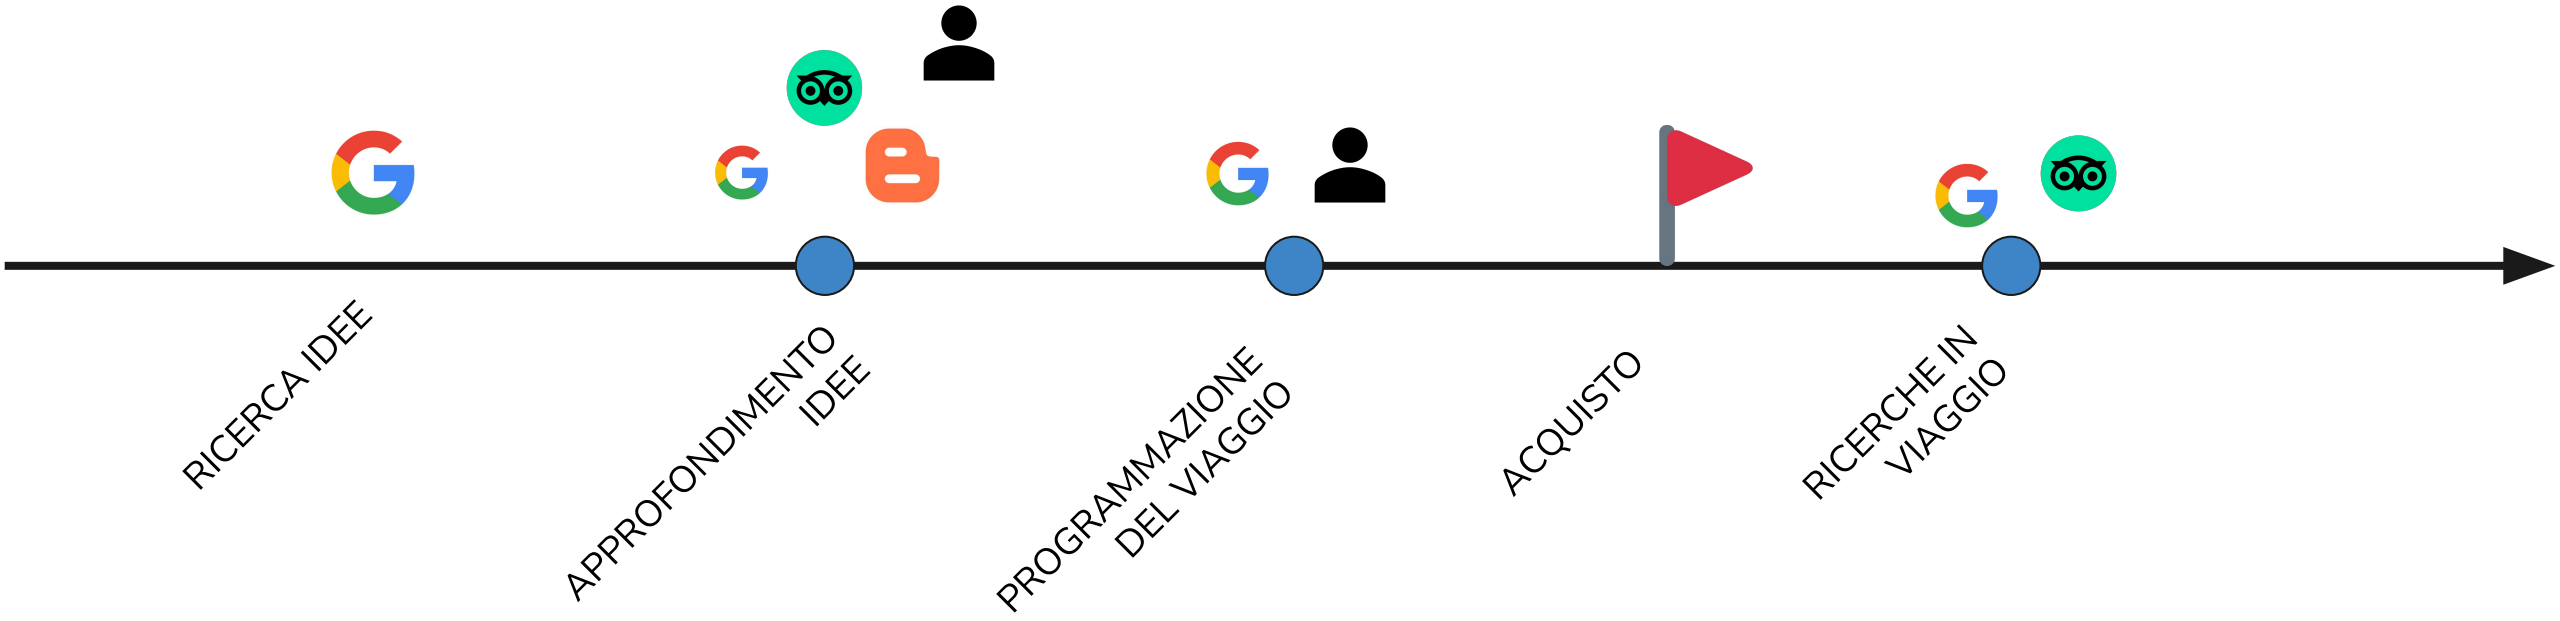 RICERCA IDEE
APPROFONDIMENTO
IDEE
PROGRAMMAZIONE
DEL VIAGGIO
ACQUISTO
RICERCHE IN
VIAGGIO